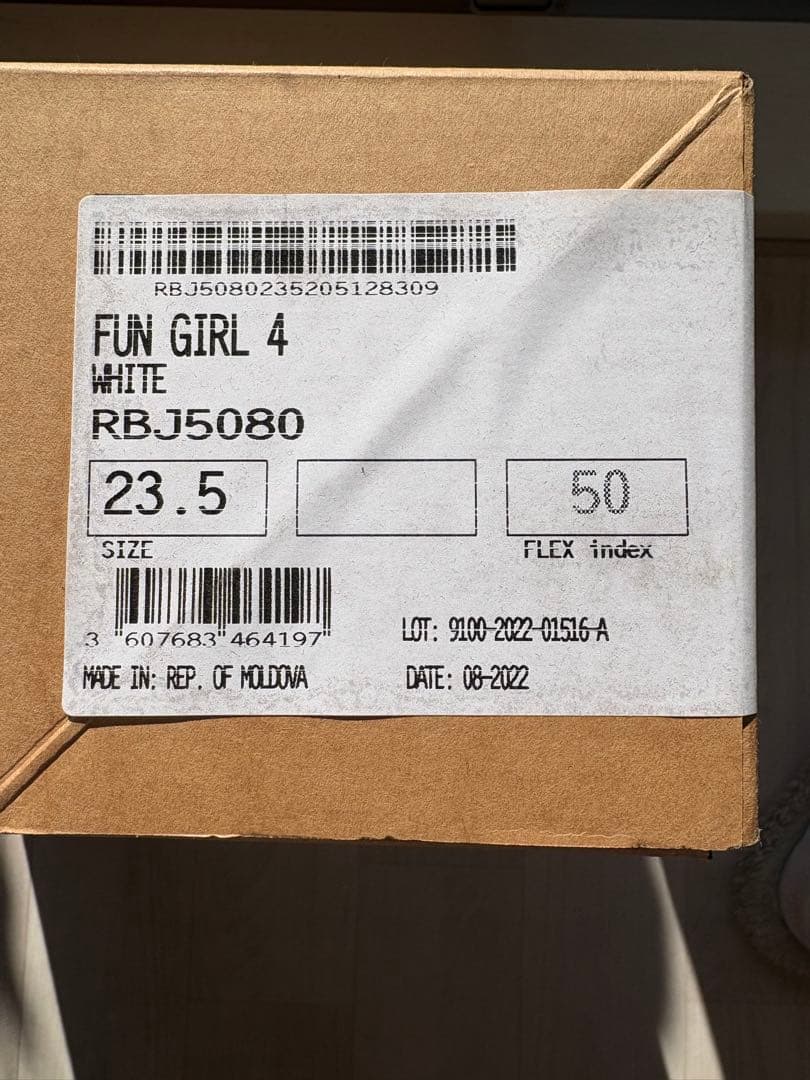 RBJ5080235205128309
FUN GIRL 4
WHITE
RBJ5080
23.5
50
SIZE
FLEX index
3 607683 464197
LOT: 9100-2022-01516-A
MADE IN: REP. OF MOLDOVA
DATE: 08-2022